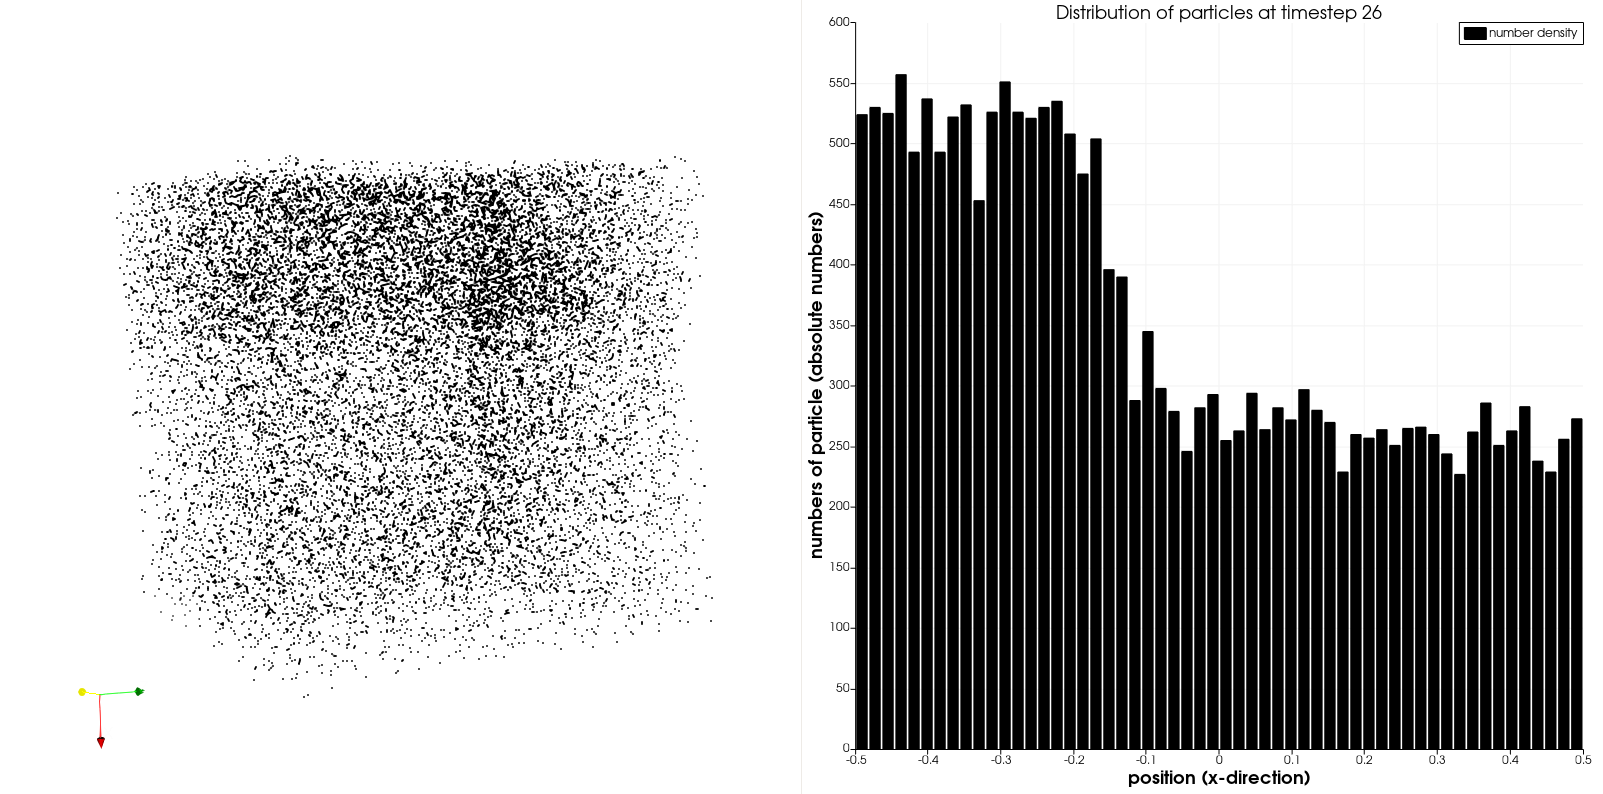 Distribution of particles at timestep 26
number density
numbers of particle (absolute numbers)
600
550
500
450
400
350
300
250
200
150
100
50
0
-0.5 -0.4 -0.3 -0.2 -0.1 0 0.1 0.2 0.3 0.4 0.5
position (x-direction)